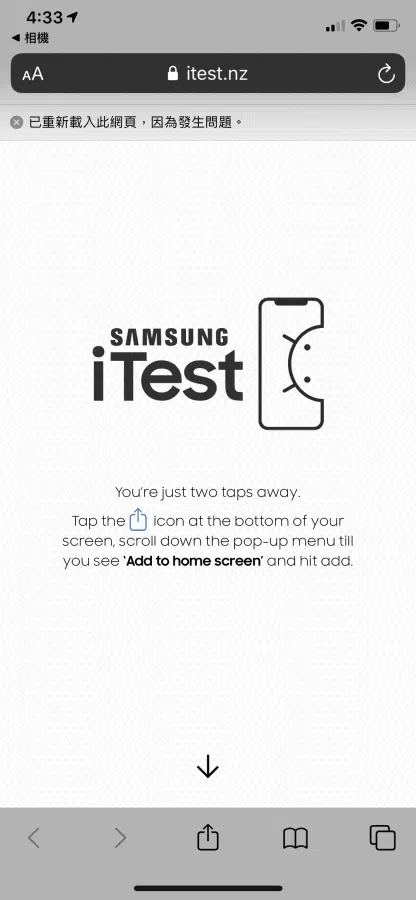 4:33
◀ 相機
AA itest.nz
已重新載入此網頁，因為發生問題。
SAMSUNG
iTest
You're just two taps away.
Tap the icon at the bottom of your
screen, scroll down the pop-up menu till
you see 'Add to home screen' and hit add.